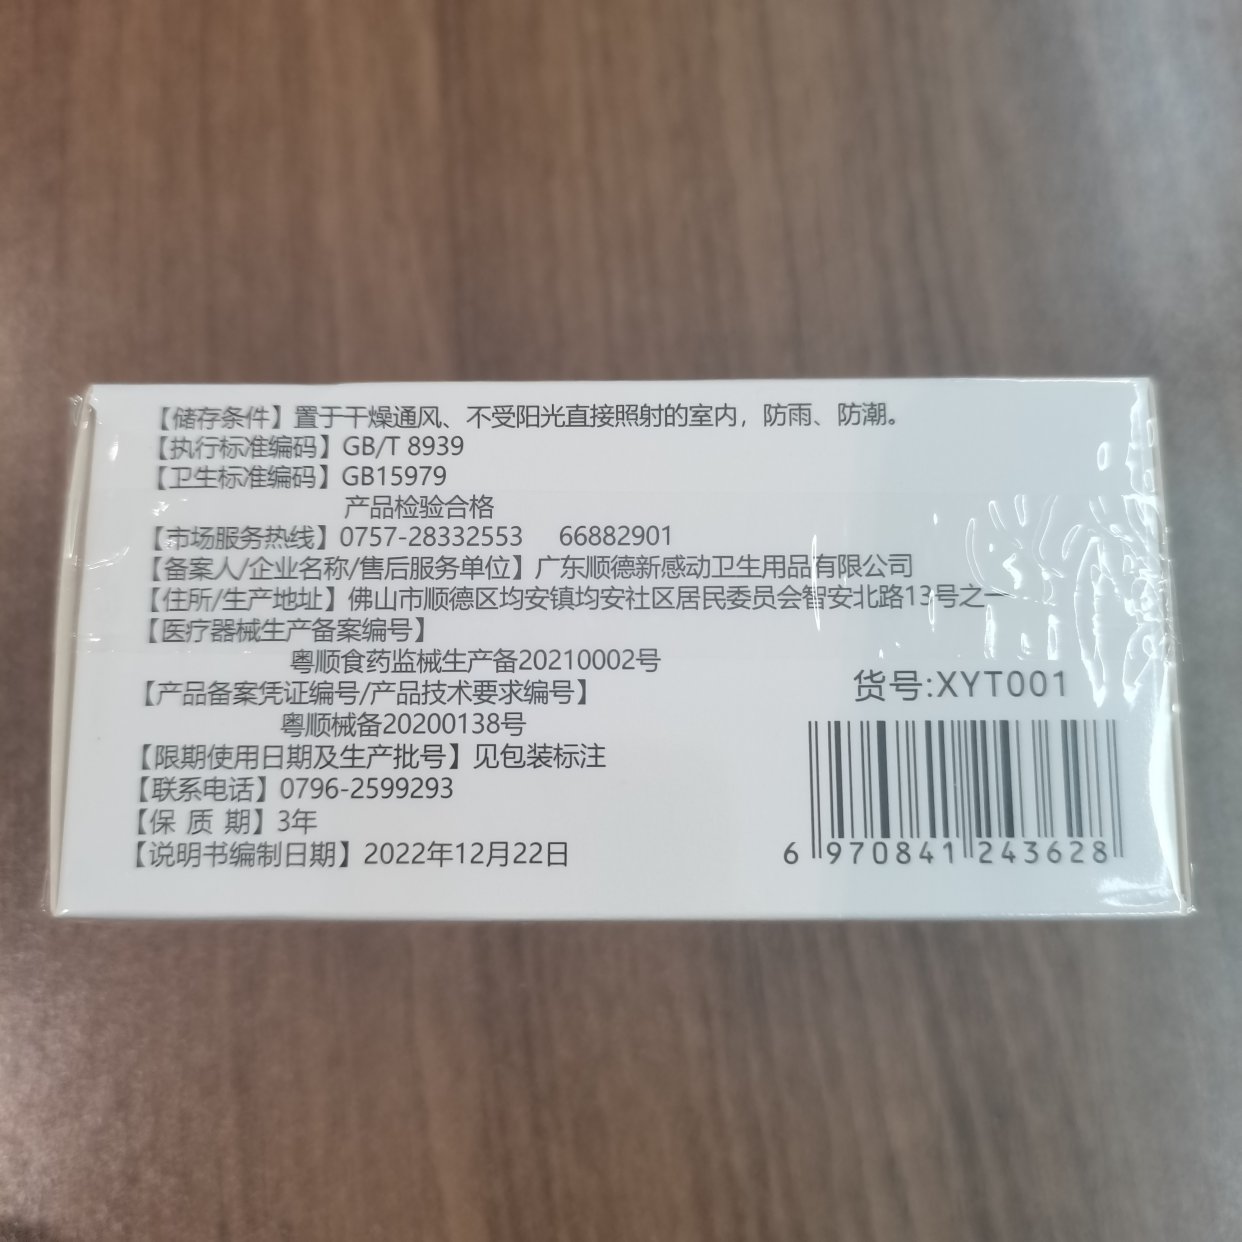 【储存条件】置于干燥通风、不受阳光直接照射的室内，防雨、防潮。
【执行标准编码】GB/T 8939
【卫生标准编码】GB15979
产品检验合格
【市场服务热线】0757-28332553 66882901
【备案人/企业名称/售后服务单位】广东顺德新感动卫生用品有限公司
【住所/生产地址】佛山市顺德区均安镇均安社区居民委员会智安北路13号之一
【医疗器械生产备案编号】
粤顺食药监械生产备20210002号
【产品备案凭证编号/产品技术要求编号】
粤顺械备20200138号
【限期使用日期及生产批号】见包装标注
【联系电话】0796-2599293
【保 质 期】3年
【说明书编制日期】2022年12月22日
货号:XYT001
6 970841 243628